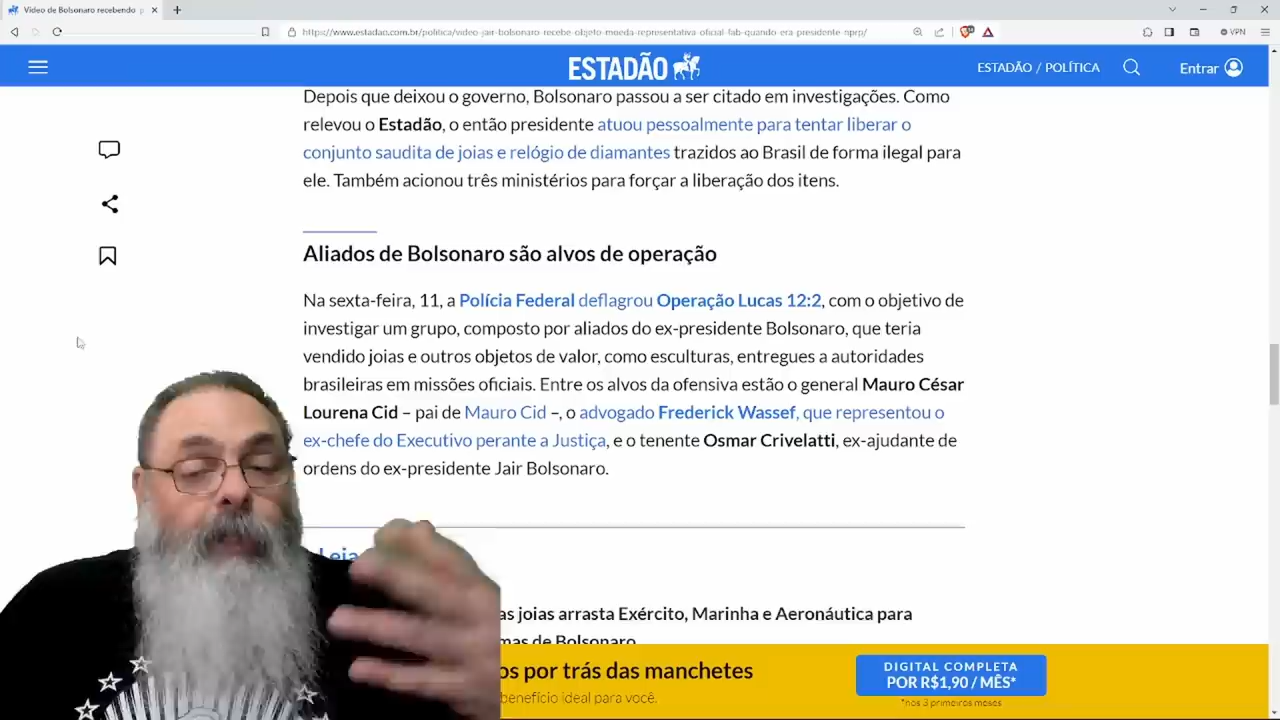 Vídeo de Bolsonaro recebendo
https://www.estadao.com.br/politica/video-jair-bolsonaro-recebe-objeto-moeda-representativa-oficial-fab-quando-era-presidente-nprp/
VPN
ESTADÃO
ESTADÃO / POLÍTICA
Entrar
Depois que deixou o governo, Bolsonaro passou a ser citado em investigações. Como
relevou o Estadão, o então presidente atuou pessoalmente para tentar liberar o
conjunto saudita de joias e relógio de diamantes trazidos ao Brasil de forma ilegal para
ele. Também acionou três ministérios para forçar a liberação dos itens.
Aliados de Bolsonaro são alvos de operação
Na sexta-feira, 11, a Polícia Federal deflagrou Operação Lucas 12:2, com o objetivo de
investigar um grupo, composto por aliados do ex-presidente Bolsonaro, que teria
vendido joias e outros objetos de valor, como esculturas, entregues a autoridades
brasileiras em missões oficiais. Entre os alvos da ofensiva estão o general Mauro César
Lourena Cid – pai de Mauro Cid –, o advogado Frederick Wassef, que representou o
ex-chefe do Executivo perante a Justiça, e o tenente Osmar Crivelatti, ex-ajudante de
ordens do ex-presidente Jair Bolsonaro.
Leia
as joias arrasta Exército, Marinha e Aeronáutica para
mas de Bolsonaro
os por trás das manchetes
benefício ideal para você.
DIGITAL COMPLETA
POR R$1,90 / MÊS*
*nos 3 primeiros meses